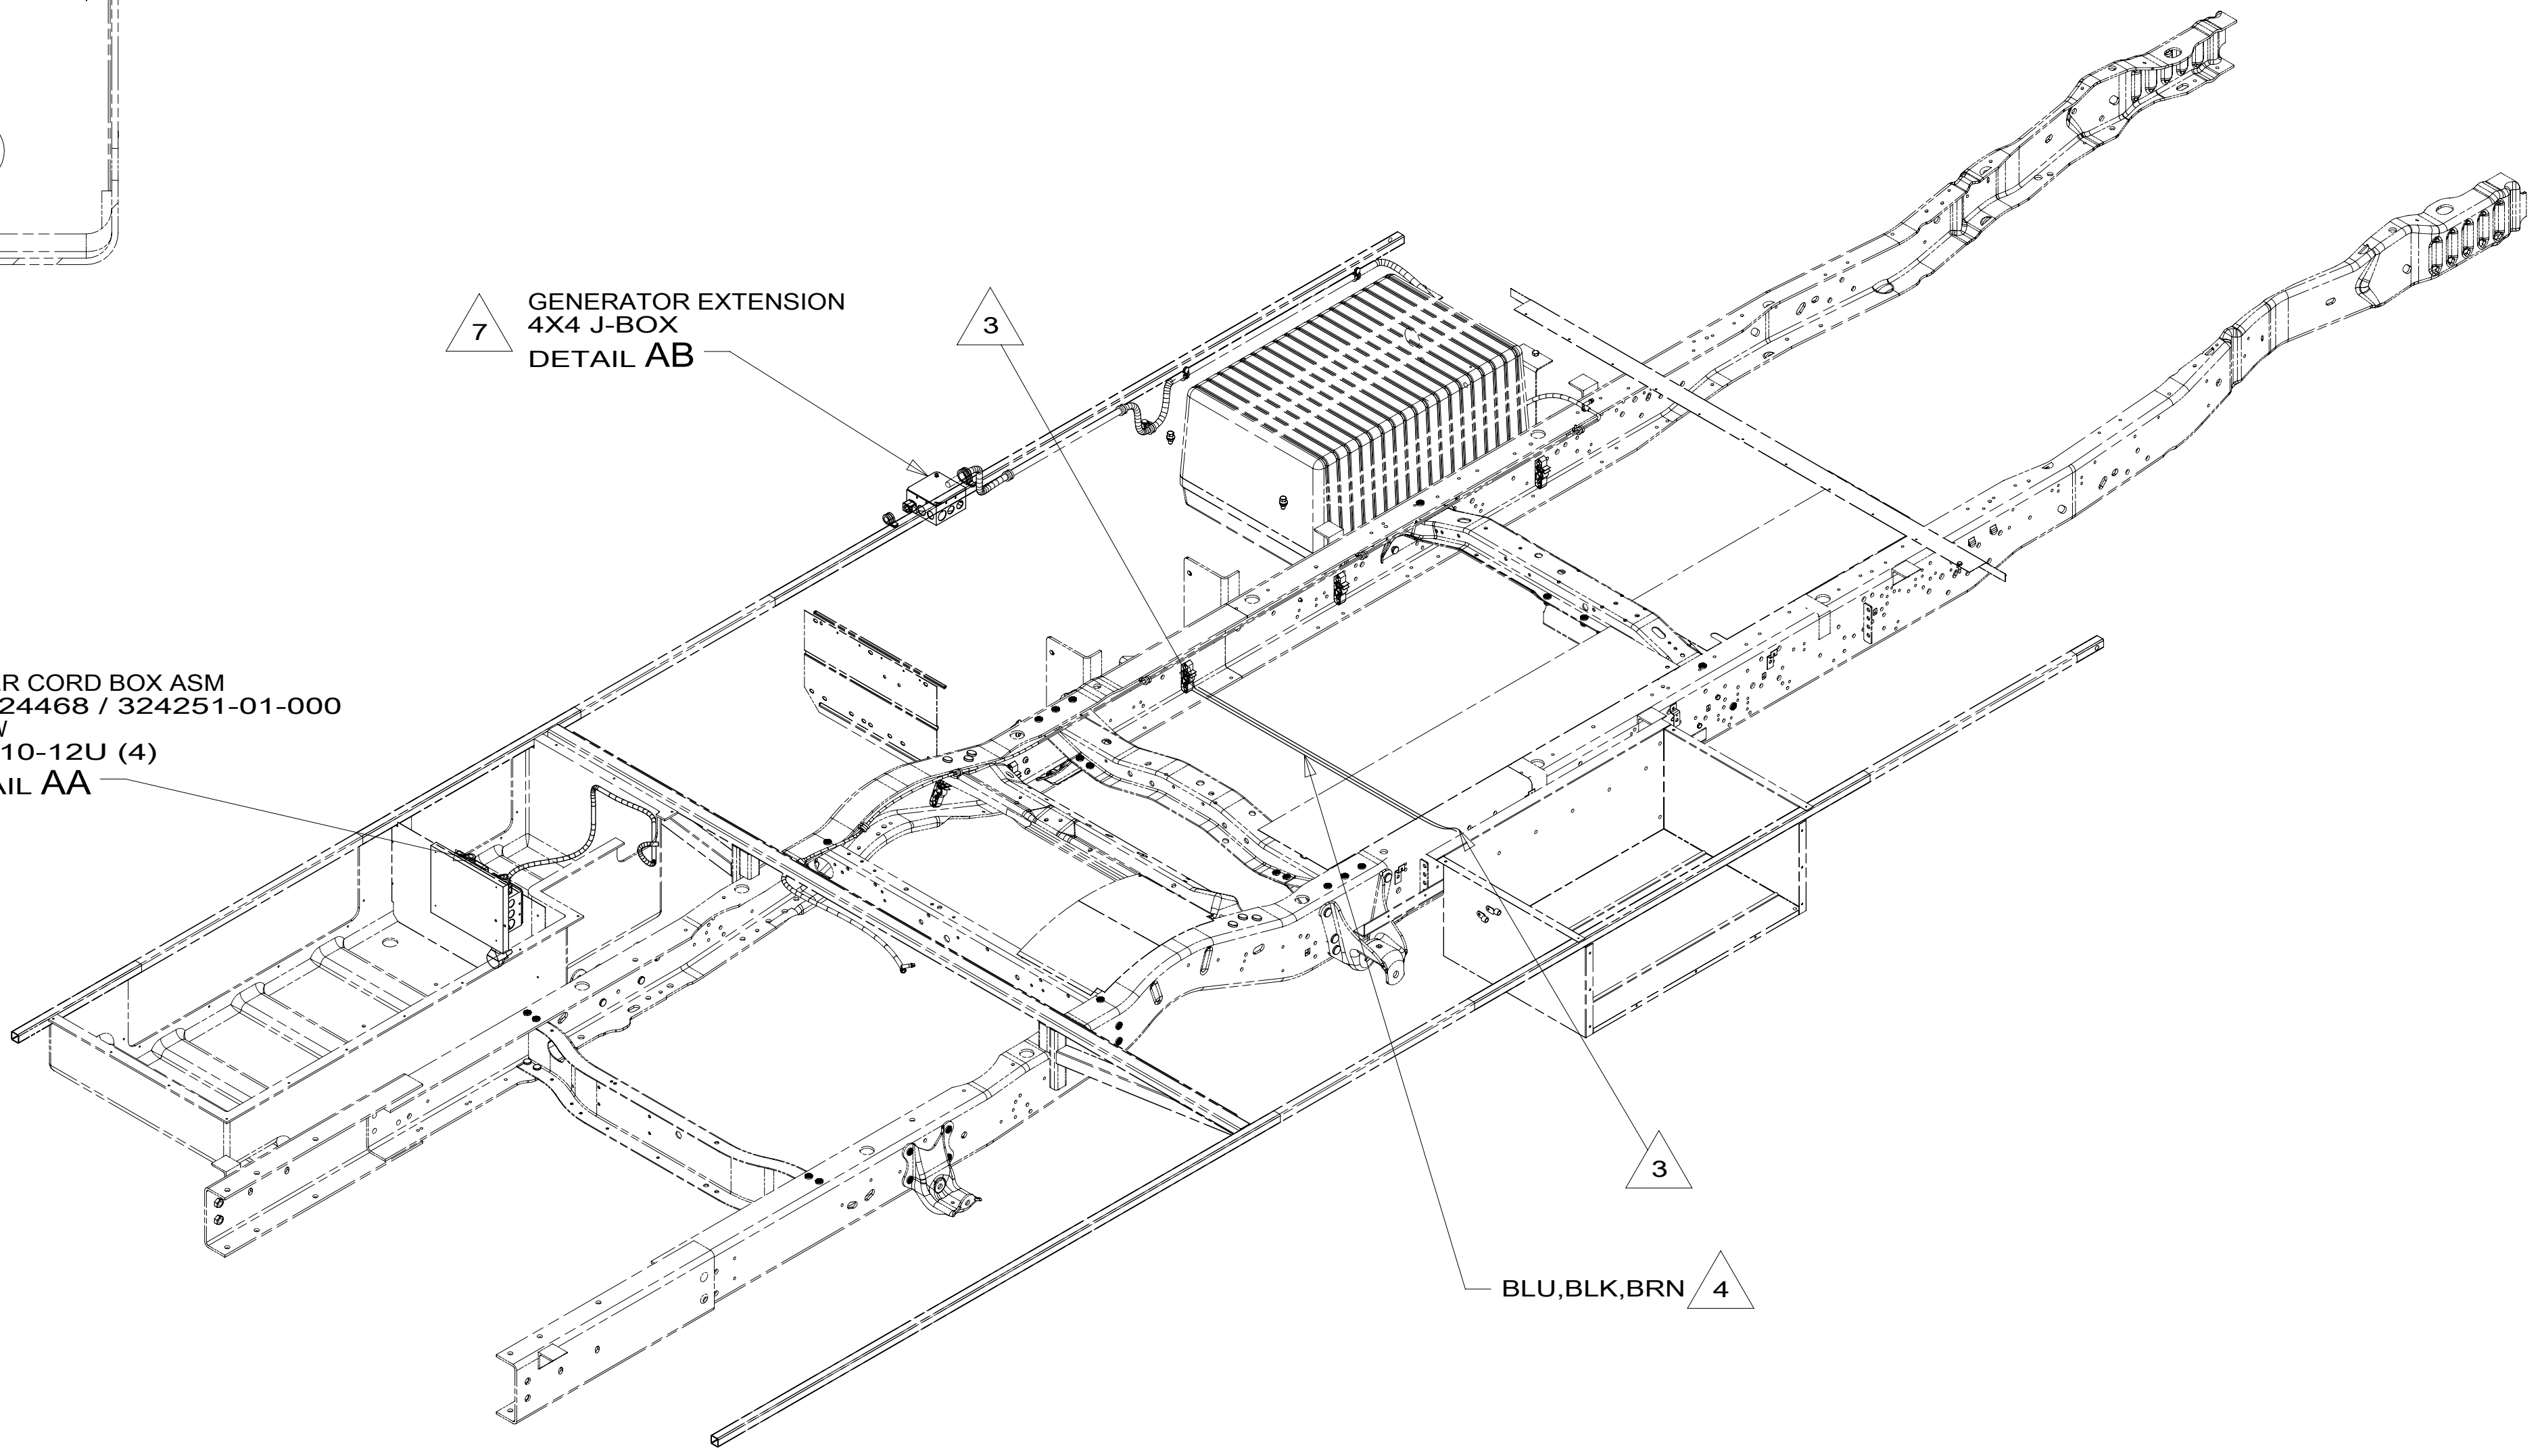 7
GENERATOR EXTENSION
4X4 J-BOX
DETAIL AB
3
CORD BOX ASM
24468 / 324251-01-000
10-12U (4)
AA
3
BLU,BLK,BRN 4